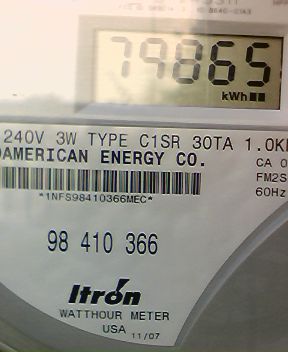 79865
kWh
240V 3W TYPE C1SR 30TA 1.0K
AMERICAN ENERGY CO.
CA 0
FM2S
60Hz
*1NFS98410366MEC*
98 410 366
Itron
WATTHOUR METER
USA 11/07